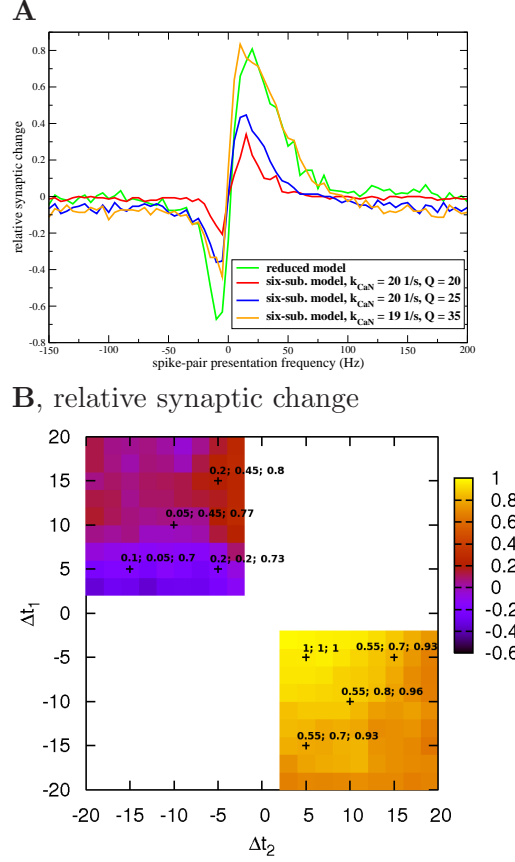 A
0.8
0.6
0.4
0.2
0
-0.2
-0.4
-0.6
-0.8
relative synaptic change
reduced model
six-sub. model, kCaN = 20 1/s, Q = 20
six-sub. model, kCaN = 20 1/s, Q = 25
six-sub. model, kCaN = 19 1/s, Q = 35
-150 -100 -50 0 50 100 150 200
spike-pair presentation frequency (Hz)
B, relative synaptic change
20
15
10
5
0
-5
-10
-15
-20
Δt1
0.2; 0.45; 0.8
0.05; 0.45; 0.77
0.1; 0.05; 0.7
0.2; 0.2; 0.73
1; 1; 1
0.55; 0.7; 0.93
0.55; 0.8; 0.96
0.55; 0.7; 0.93
1
0.8
0.6
0.4
0.2
0
-0.2
-0.4
-0.6
-20 -15 -10 -5 0 5 10 15 20
Δt2